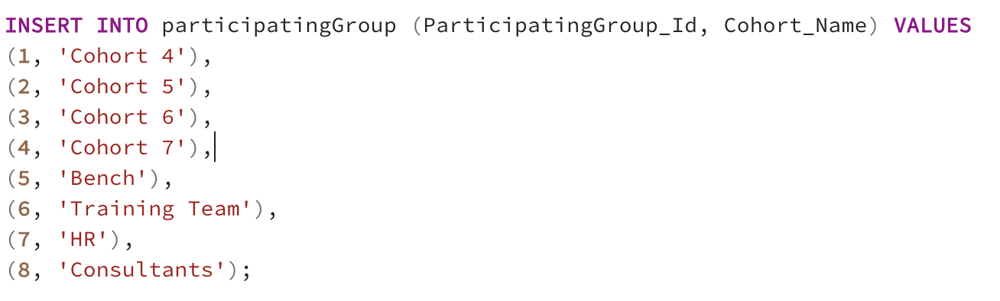 INSERT INTO participatingGroup (ParticipatingGroup_Id, Cohort_Name) VALUES
(1, 'Cohort 4'),
(2, 'Cohort 5'),
(3, 'Cohort 6'),
(4, 'Cohort 7'),
(5, 'Bench'),
(6, 'Training Team'),
(7, 'HR'),
(8, 'Consultants');